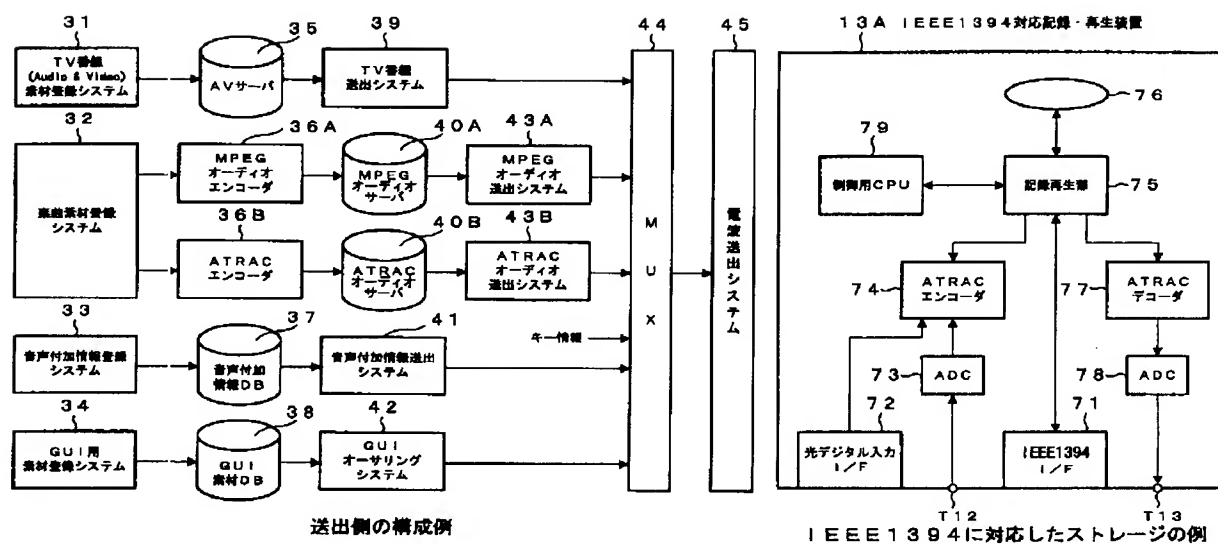 31
TV番組
(Audio & Video)
素材登録システム
35
AVサーバ
39
TV番組
送出システム
32
楽曲素材登録
システム
36A
MPEG
オーディオ
エンコーダ
40A
MPEG
オーディオ
サーバ
43A
MPEG
オーディオ
送出システム
36B
ATRAC
エンコーダ
40B
ATRAC
オーディオ
サーバ
43B
ATRAC
オーディオ
送出システム
33
音声付加情報登録
システム
37
音声付加
情報DB
41
音声付加情報送出
システム
キー情報
34
GUI用
素材登録システム
38
GUI
素材DB
42
GUI
オーサリング
システム
44
MUX
45
電波送出システム
送出側の構成例
13A IEEE1394対応記録・再生装置
76
79
制御用CPU
記録再生部
75
74
ATRAC
エンコーダ
77
ATRAC
デコーダ
73
ADC
78
ADC
72
光デジタル入力
I/F
71
IEEE1394
I/F
T12
T13
IEEE1394に対応したストレージの例